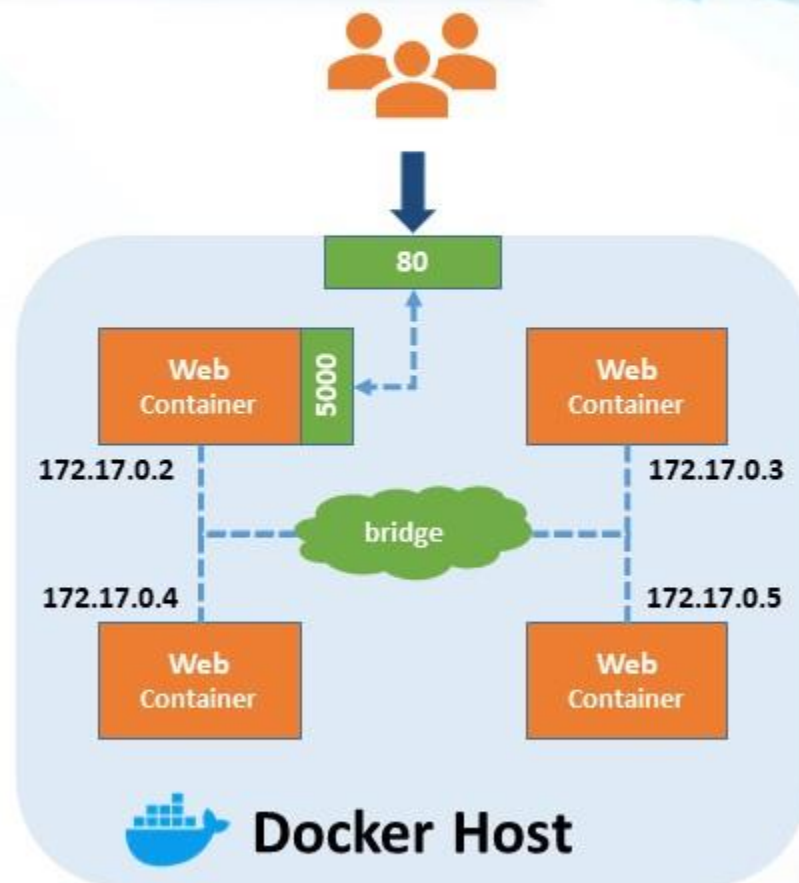 80
Web
Container
5000
Web
Container
172.17.0.2
172.17.0.3
bridge
172.17.0.4
172.17.0.5
Web
Container
Web
Container
Docker Host